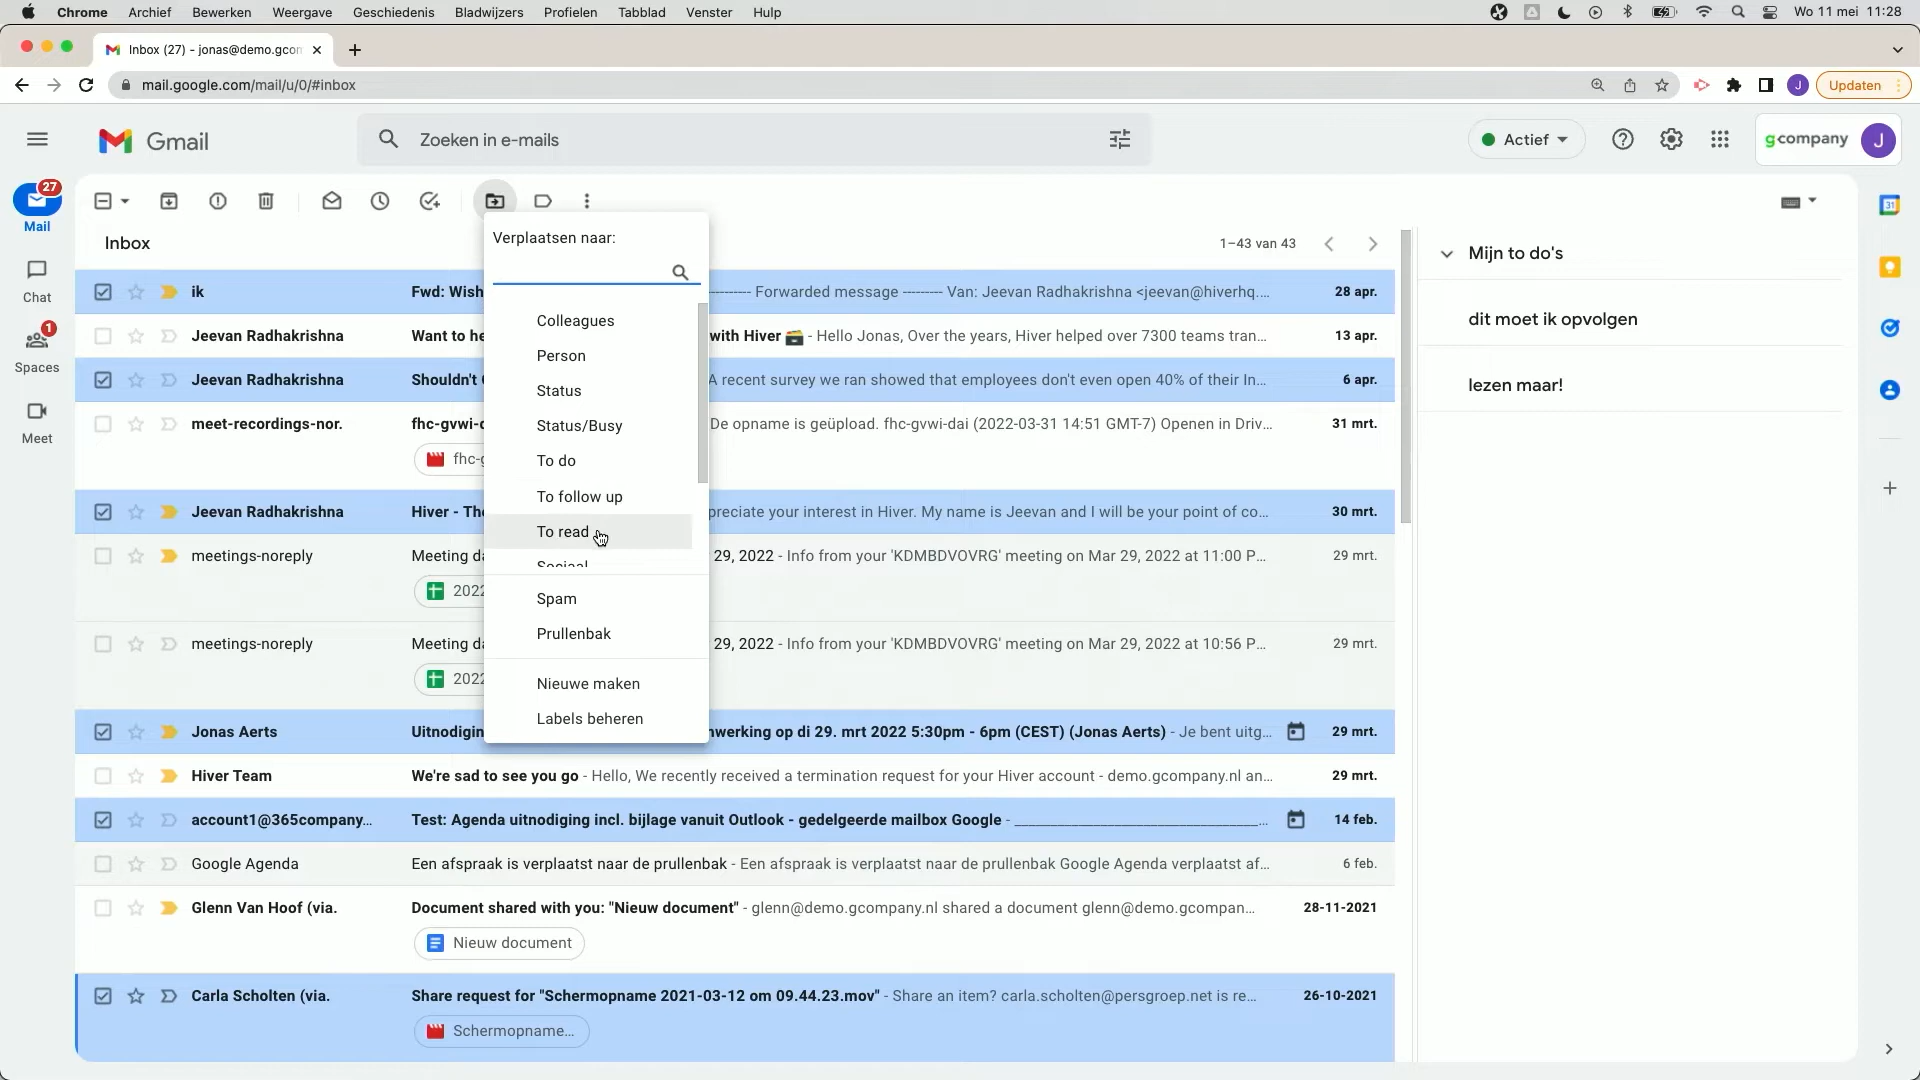 Chrome Archief Bewerken Weergave Geschiedenis Bladwijzers Profielen Tabblad Venster Help Wo 11 mei 11:28
Inbox (27) - jonas@demo.gcon
mail.google.com/mail/u/0/#inbox J Updaten
Gmail Zoeken in e-mails Actief gcompany J
27
Mail
Chat
1
Spaces
Meet
Inbox 1–43 van 43
Verplaatsen naar:
Colleagues
Person
Status
Status/Busy
To do
To follow up
To read
Sociaal
Spam
Prullenbak
Nieuwe maken
Labels beheren
ik Fwd: Wish ---------- Forwarded message --------- Van: Jeevan Radhakrishna <jeevan@hiverhq....  28 apr.
Jeevan Radhakrishna Want to he with Hiver - Hello Jonas, Over the years, Hiver helped over 7300 teams tran... 13 apr.
Jeevan Radhakrishna Shouldn't A recent survey we ran showed that employees don't even open 40% of their In... 6 apr.
meet-recordings-nor. fhc-gvwi-c De opname is geüpload. fhc-gvwi-dai (2022-03-31 14:51 GMT-7) Openen in Driv... 31 mrt.
fhc-g
Jeevan Radhakrishna Hiver - The preciate your interest in Hiver. My name is Jeevan and I will be your point of co... 30 mrt.
meetings-noreply Meeting da 29, 2022 - Info from your 'KDMBDVOVRG' meeting on Mar 29, 2022 at 11:00 P... 29 mrt.
2022
meetings-noreply Meeting da 29, 2022 - Info from your 'KDMBDVOVRG' meeting on Mar 29, 2022 at 10:56 P... 29 mrt.
2022
Jonas Aerts Uitnodigin nwerking op di 29. mrt 2022 5:30pm - 6pm (CEST) (Jonas Aerts) - Je bent uitg... 29 mrt.
Hiver Team We're sad to see you go - Hello, We recently received a termination request for your Hiver account - demo.gcompany.nl an... 29 mrt.
account1@365company... Test: Agenda uitnodiging incl. bijlage vanuit Outlook - gedelgeerde mailbox Google - ________________________________... 14 feb.
Google Agenda Een afspraak is verplaatst naar de prullenbak - Een afspraak is verplaatst naar de prullenbak Google Agenda verplaatst af... 6 feb.
Glenn Van Hoof (via. Document shared with you: "Nieuw document" - glenn@demo.gcompany.nl shared a document glenn@demo.gcompan... 28-11-2021
Nieuw document
Carla Scholten (via. Share request for "Schermopname 2021-03-12 om 09.44.23.mov" - Share an item? carla.scholten@persgroep.net is re... 26-10-2021
Schermopname...
Mijn to do's
dit moet ik opvolgen
lezen maar!
31